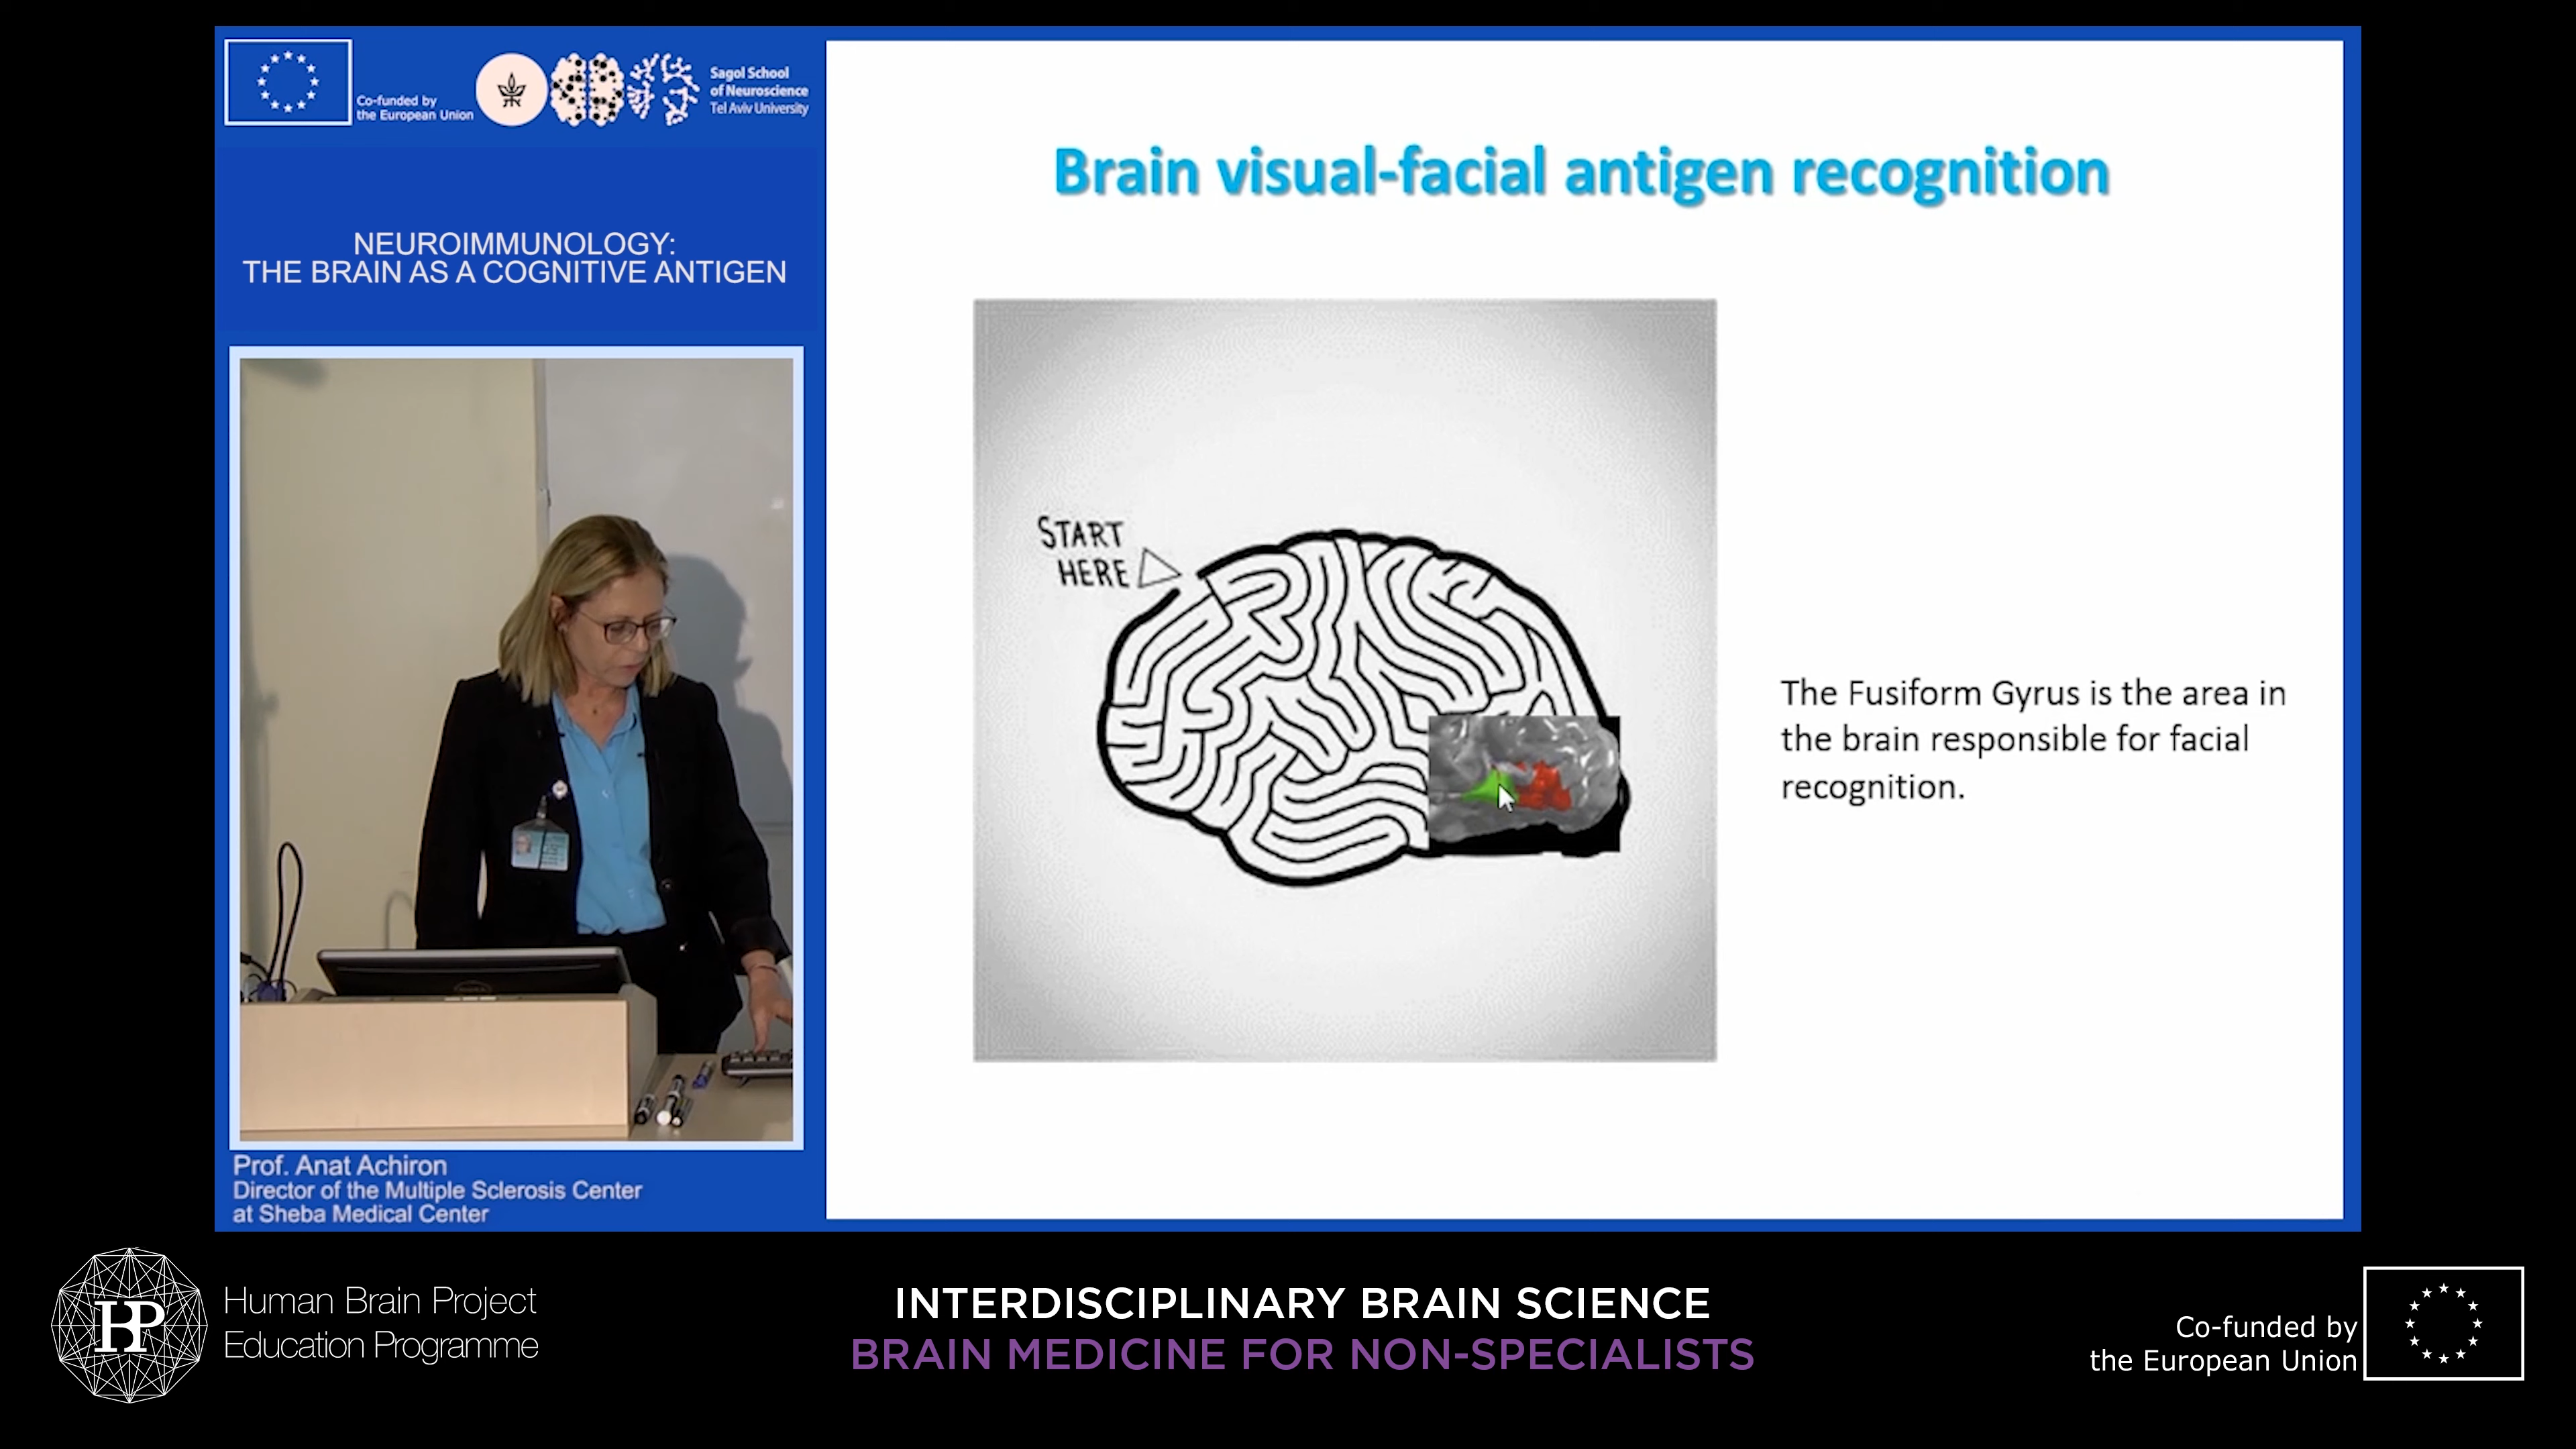 Co-funded by
the European Union
Sagol School
of Neuroscience
Tel Aviv University
NEUROIMMUNOLOGY:
THE BRAIN AS A COGNITIVE ANTIGEN
Prof. Anat Achiron
Director of the Multiple Sclerosis Center
at Sheba Medical Center
Brain visual-facial antigen recognition
START
HERE
The Fusiform Gyrus is the area in
the brain responsible for facial
recognition.
HBP
Human Brain Project
Education Programme
INTERDISCIPLINARY BRAIN SCIENCE
BRAIN MEDICINE FOR NON-SPECIALISTS
Co-funded by
the European Union